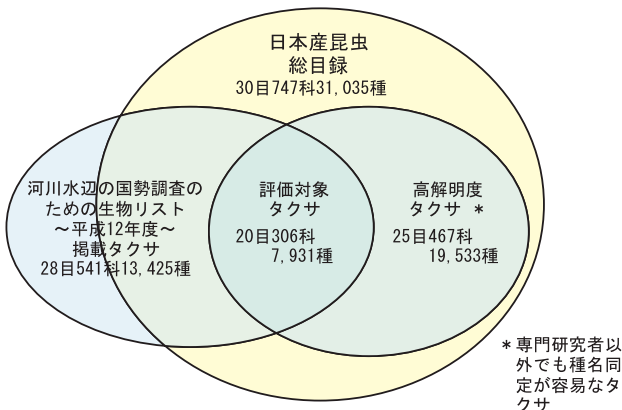 日本産昆虫
総目録
30目747科31,035種
河川水辺の国勢調査の
ための生物リスト
～平成12年度～
掲載タクサ
28目541科13,425種
評価対象
タクサ
20目306科
7,931種
高解明度
タクサ *
25目467科
19,533種
*専門研究者以
外でも種名同
定が容易なタ
クサ